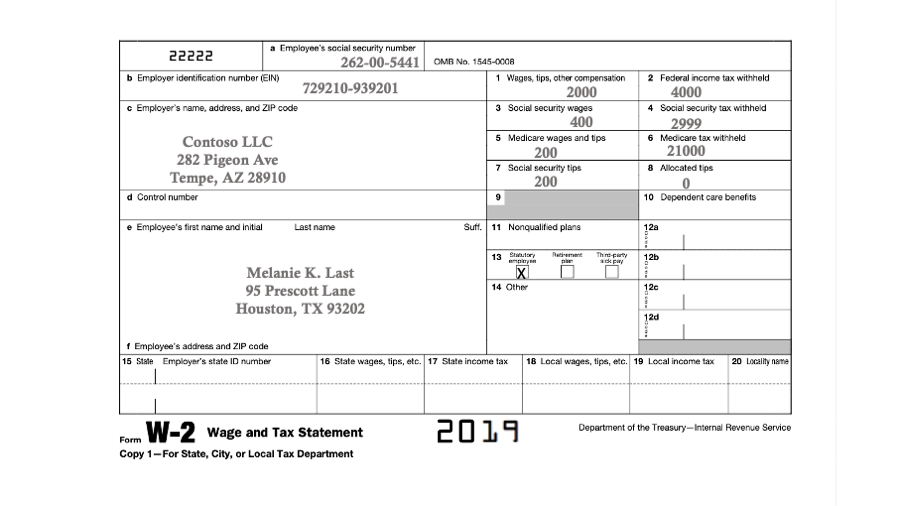 22222
a Employee's social security number
262-00-5441
OMB No. 1545-0008
b Employer identification number (EIN)
729210-939201
1 Wages, tips, other compensation
2000
2 Federal income tax withheld
4000
c Employer's name, address, and ZIP code
Contoso LLC
282 Pigeon Ave
Tempe, AZ 28910
3 Social security wages
400
4 Social security tax withheld
2999
5 Medicare wages and tips
200
6 Medicare tax withheld
21000
7 Social security tips
200
8 Allocated tips
0
d Control number
9
10 Dependent care benefits
e Employee's first name and initial
Last name
Suff.
Melanie K. Last
95 Prescott Lane
Houston, TX 93202
f Employee's address and ZIP code
11 Nonqualified plans
12a
Code
13
Statutory
employee
X
Retirement
plan
Third-party
sick pay
12b
Code
14 Other
12c
Code
12d
Code
15 State
Employer's state ID number
16 State wages, tips, etc.
17 State income tax
18 Local wages, tips, etc.
19 Local income tax
20 Locality name
Form W-2 Wage and Tax Statement
2019
Department of the Treasury—Internal Revenue Service
Copy 1—For State, City, or Local Tax Department